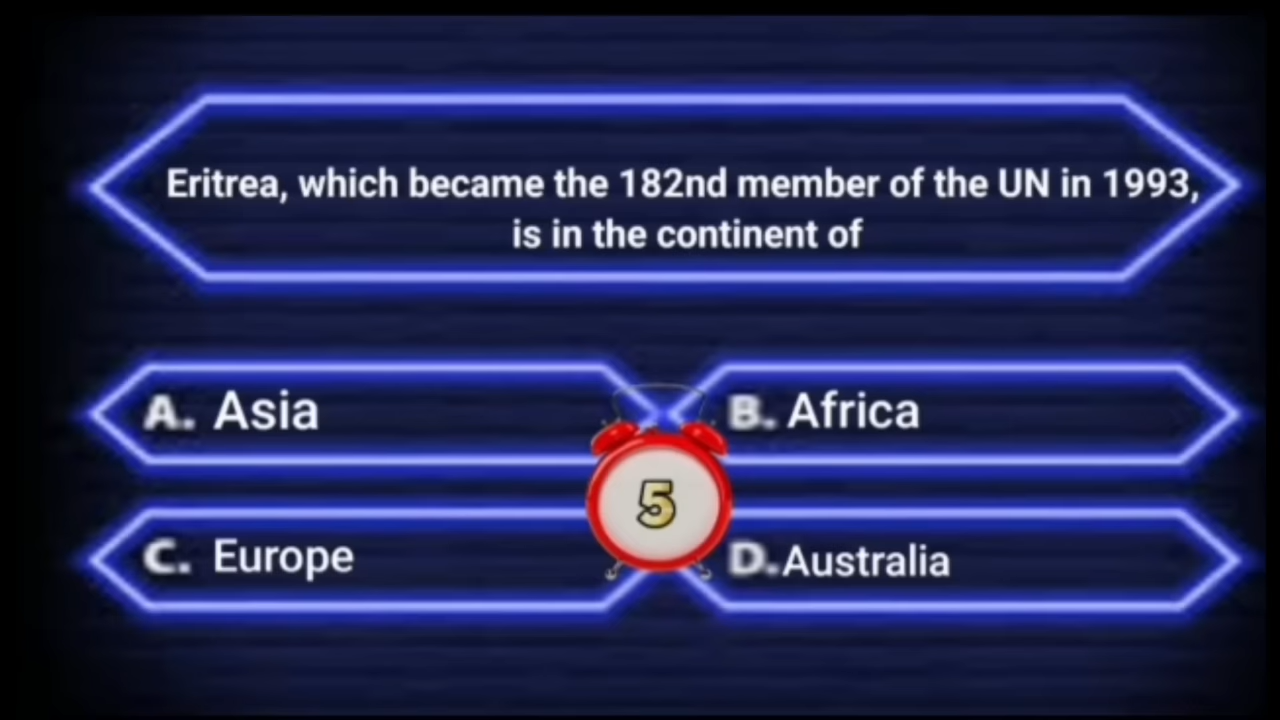 Eritrea, which became the 182nd member of the UN in 1993,
is in the continent of
A. Asia
B. Africa
5
C. Europe
D.Australia